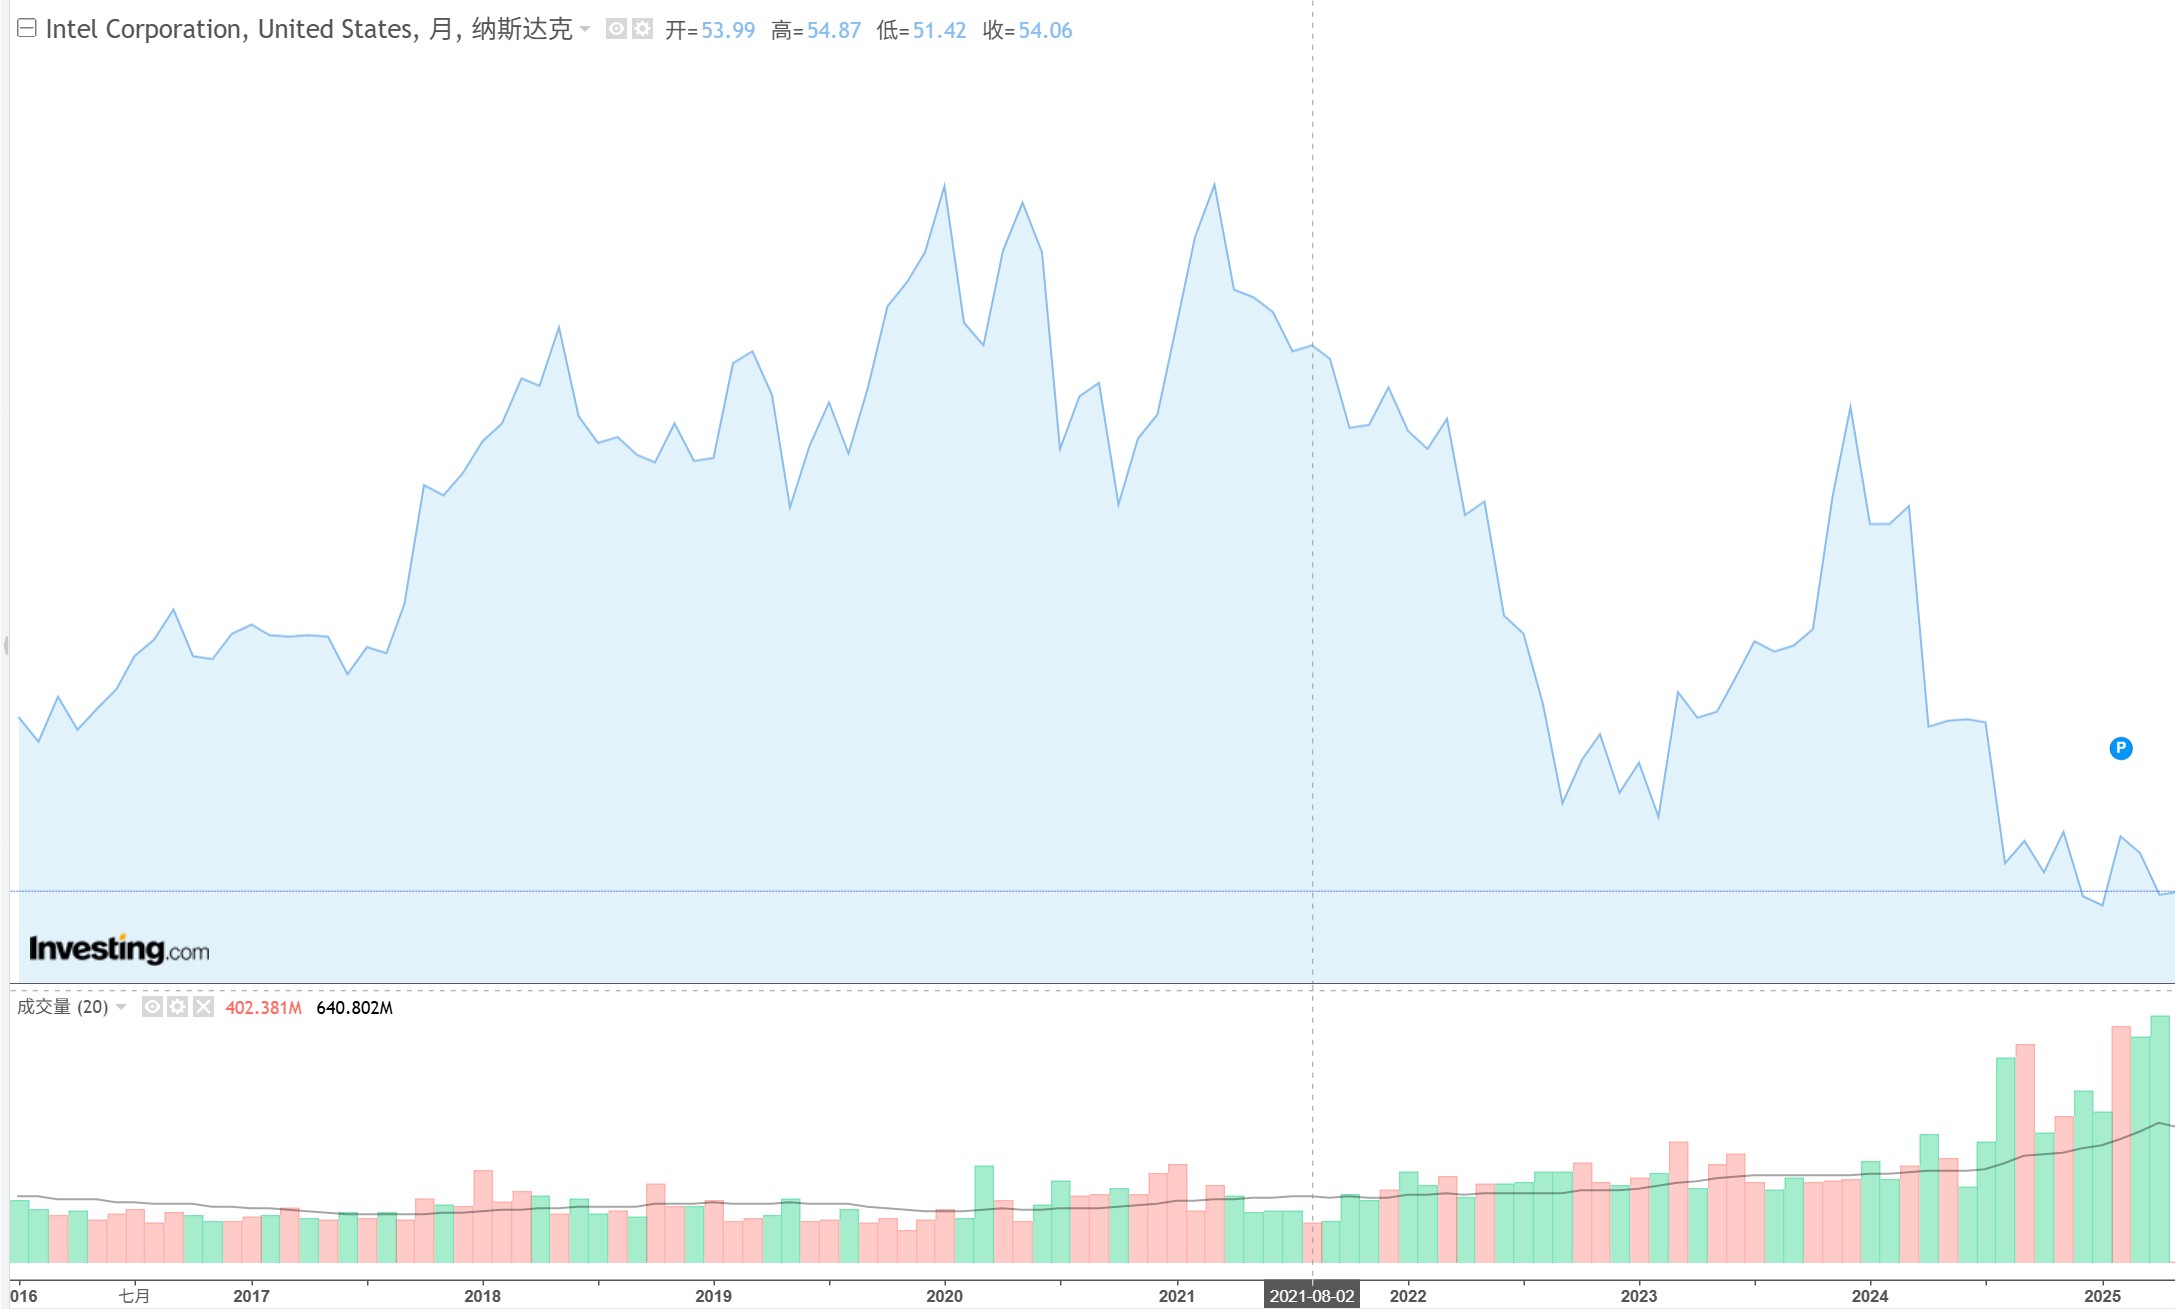 Intel Corporation, United States, 月, 纳斯达克 开=53.99 高=54.87 低=51.42 收=54.06
P
Investing.com
成交量 (20) 402.381M 640.802M
016 七月 2017 2018 2019 2020 2021 2021-08-02 2022 2023 2024 2025